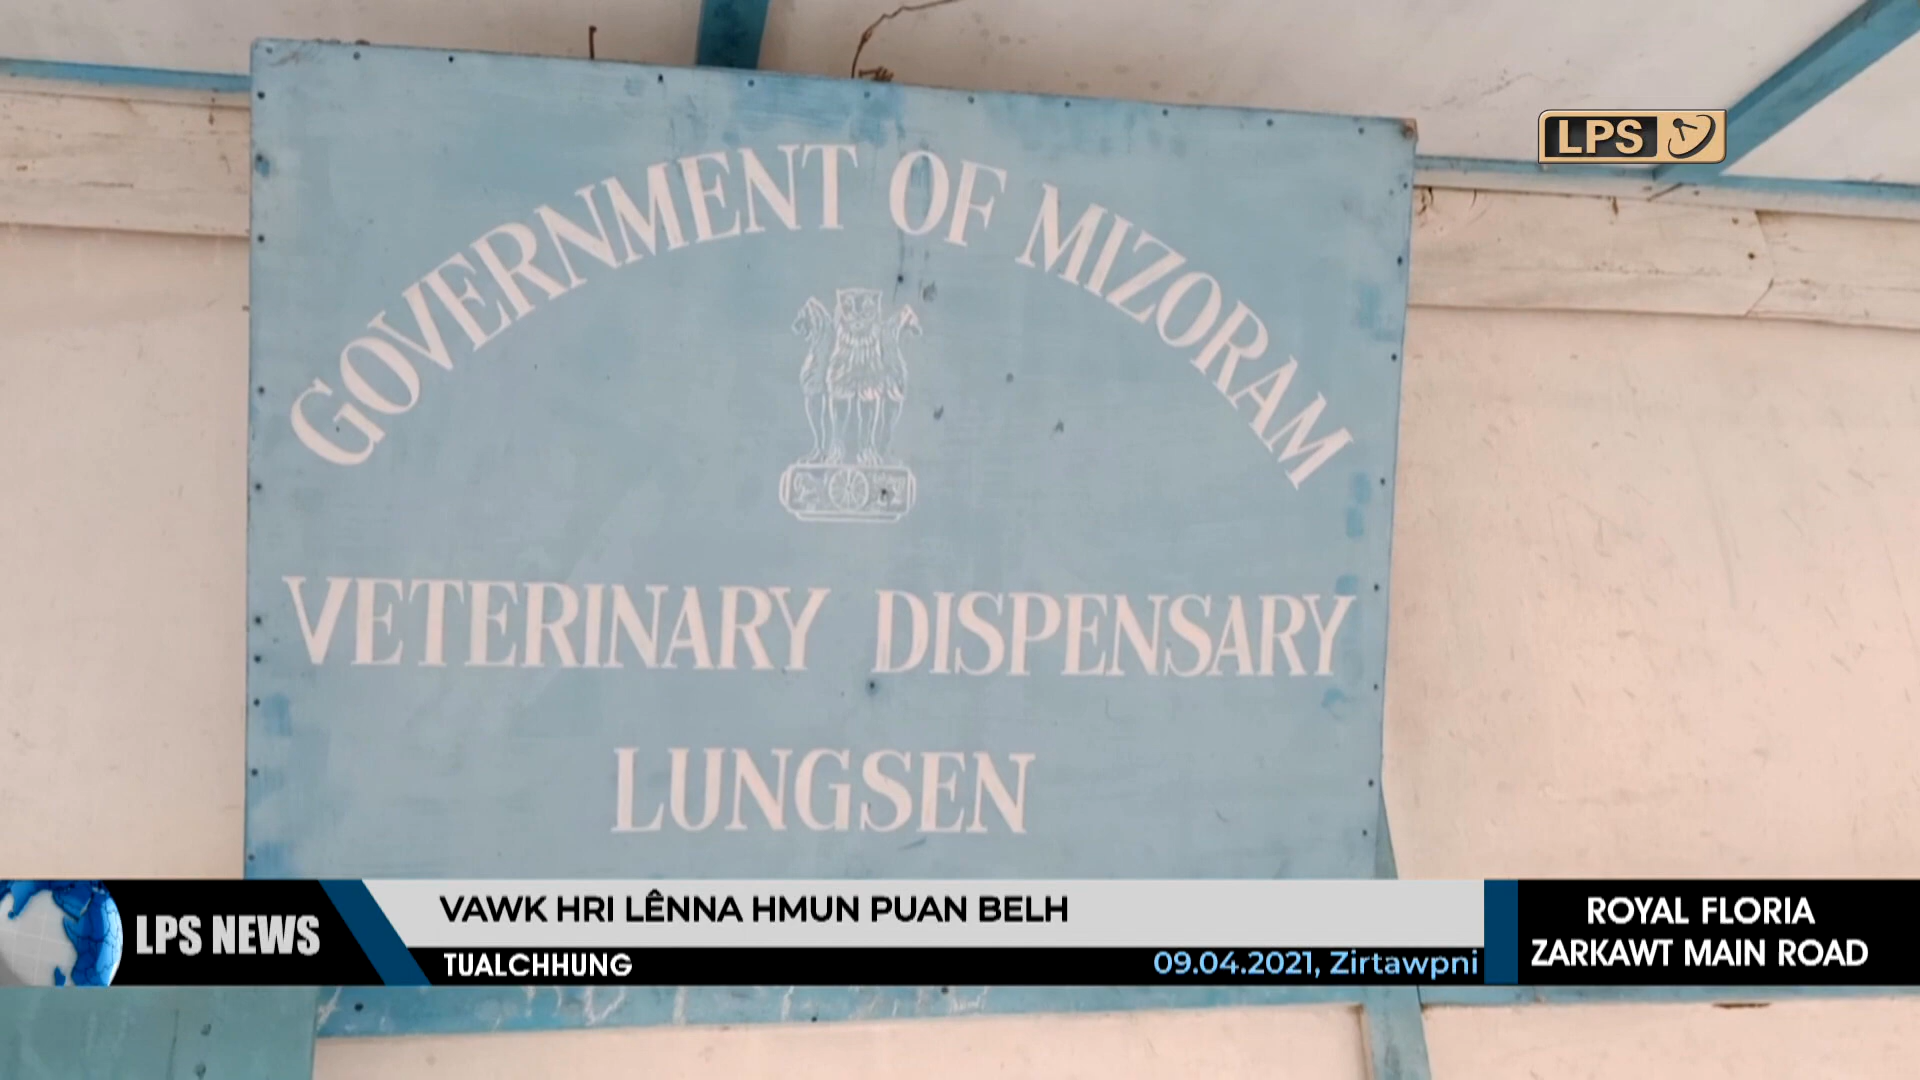 LPS
GOVERNMENT OF MIZORAM
VETERINARY DISPENSARY
LUNGSEN
LPS NEWS
VAWK HRI LÊNNA HMUN PUAN BELH
TUALCHHUNG
09.04.2021, Zirtawpni
ROYAL FLORIA
ZARKAWT MAIN ROAD